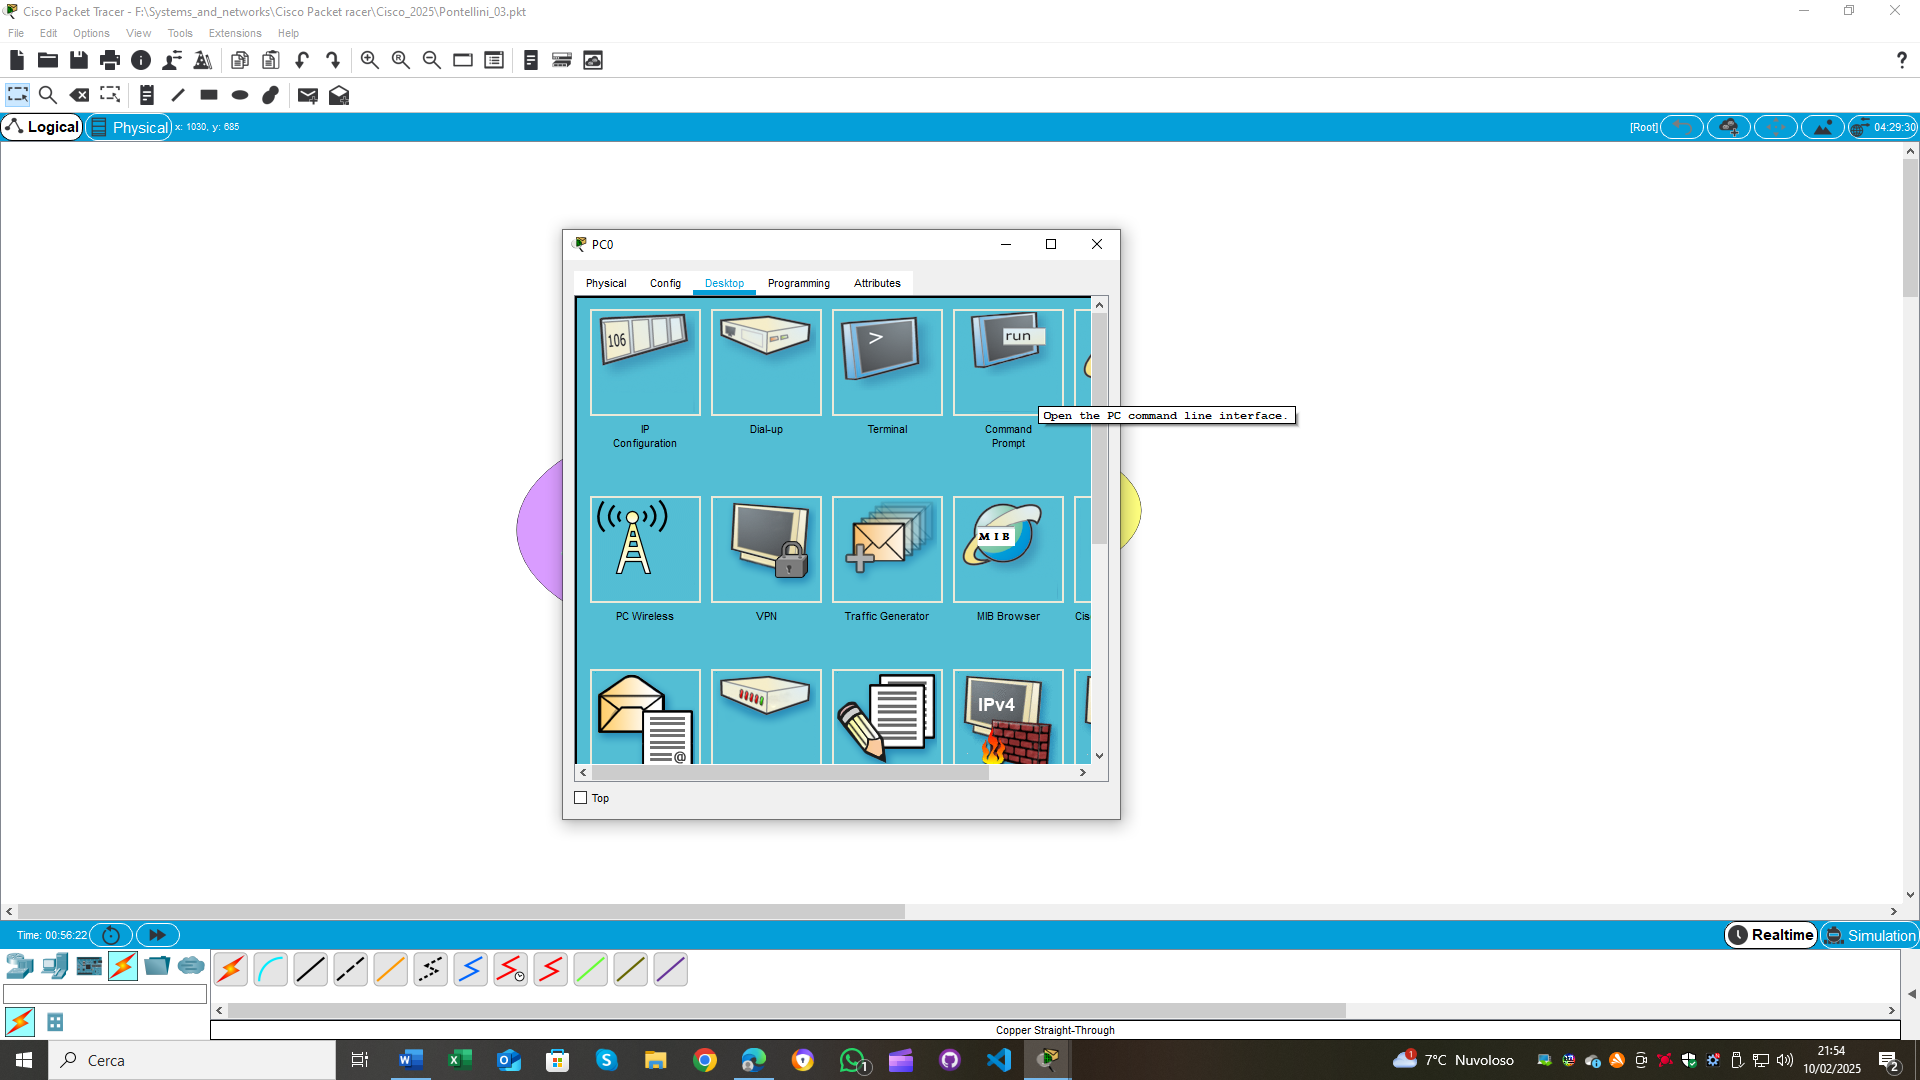 Cisco Packet Tracer - F:\Systems_and_networks\Cisco Packet racer\Cisco_2025\Pontellini_03.pkt
File Edit Options View Tools Extensions Help
Logical Physical x: 1030, y: 685 [Root] 04:29:30
PC0
Physical Config Desktop Programming Attributes
106 > run
Open the PC command line interface.
IP Configuration
Dial-up
Terminal
Command Prompt
MIB
PC Wireless VPN Traffic Generator MIB Browser Cis
@ IPv4
Top
Time: 00:56:22 Realtime Simulation
Copper Straight-Through
Cerca 1 1 7°C Nuvoloso 21:54
10/02/2025 2